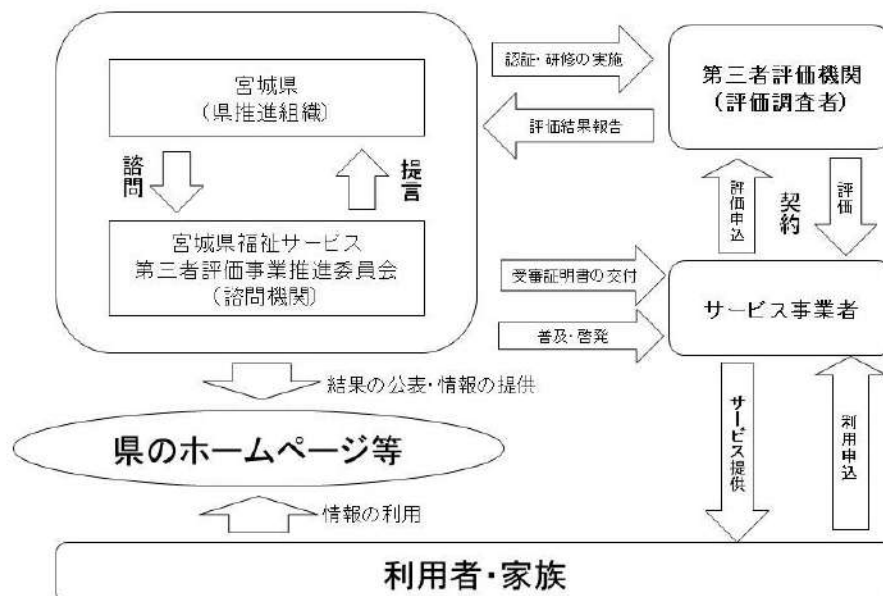 宮城県
(県推進組織)
諮問
提言
宮城県福祉サービス
第三者評価事業推進委員会
(諮問機関)
認証・研修の実施
評価結果報告
第三者評価機関
(評価調査者)
評価申込
契約
評価
受審証明書の交付
普及・啓発
サービス事業者
結果の公表・情報の提供
県のホームページ等
情報の利用
サービス提供
利用申込
利用者・家族